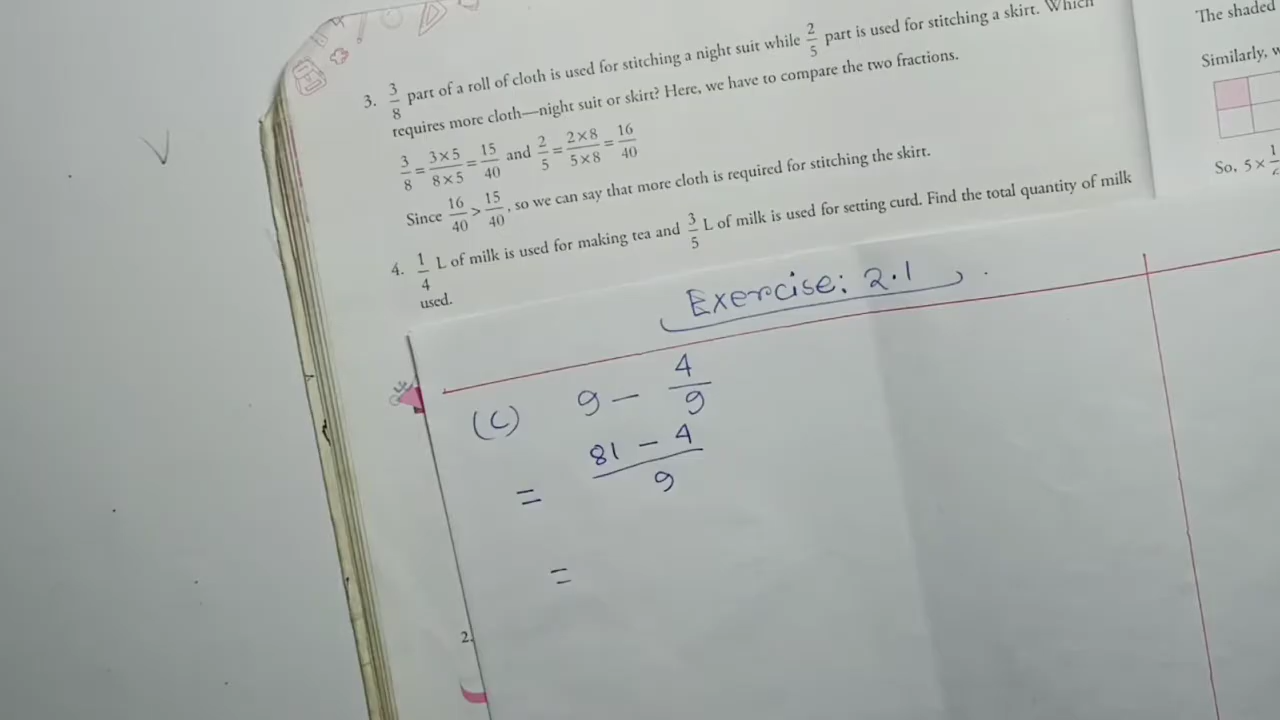 3. 3/8 part of a roll of cloth is used for stitching a night suit while 2/5 part is used for stitching a skirt. Which
requires more cloth—night suit or skirt? Here, we have to compare the two fractions.
3/8 = 3×5/8×5 = 15/40 and 2/5 = 2×8/5×8 = 16/40
Since 16/40 > 15/40, so we can say that more cloth is required for stitching the skirt.
4. 1/4 L of milk is used for making tea and 3/5 L of milk is used for setting curd. Find the total quantity of milk
used.
The shaded
Similarly,
So, 5 ×
Exercise: 2.1
(C) 9 - 4/9
= 81 - 4/9
=
2.